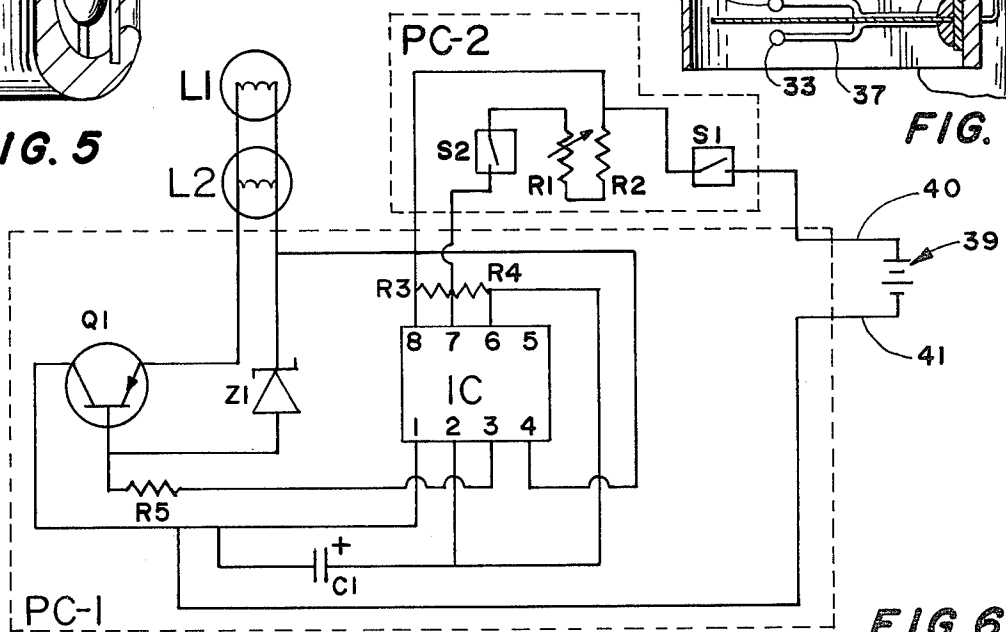 PC-2
33
37
IG. 5
FIG.
L1
L2
S2
R1
R2
S1
40
39
41
R3
R4
Q1
Z1
8 7 6 5
IC
1 2 3 4
R5
+
C1
PC-1
FIG. 6